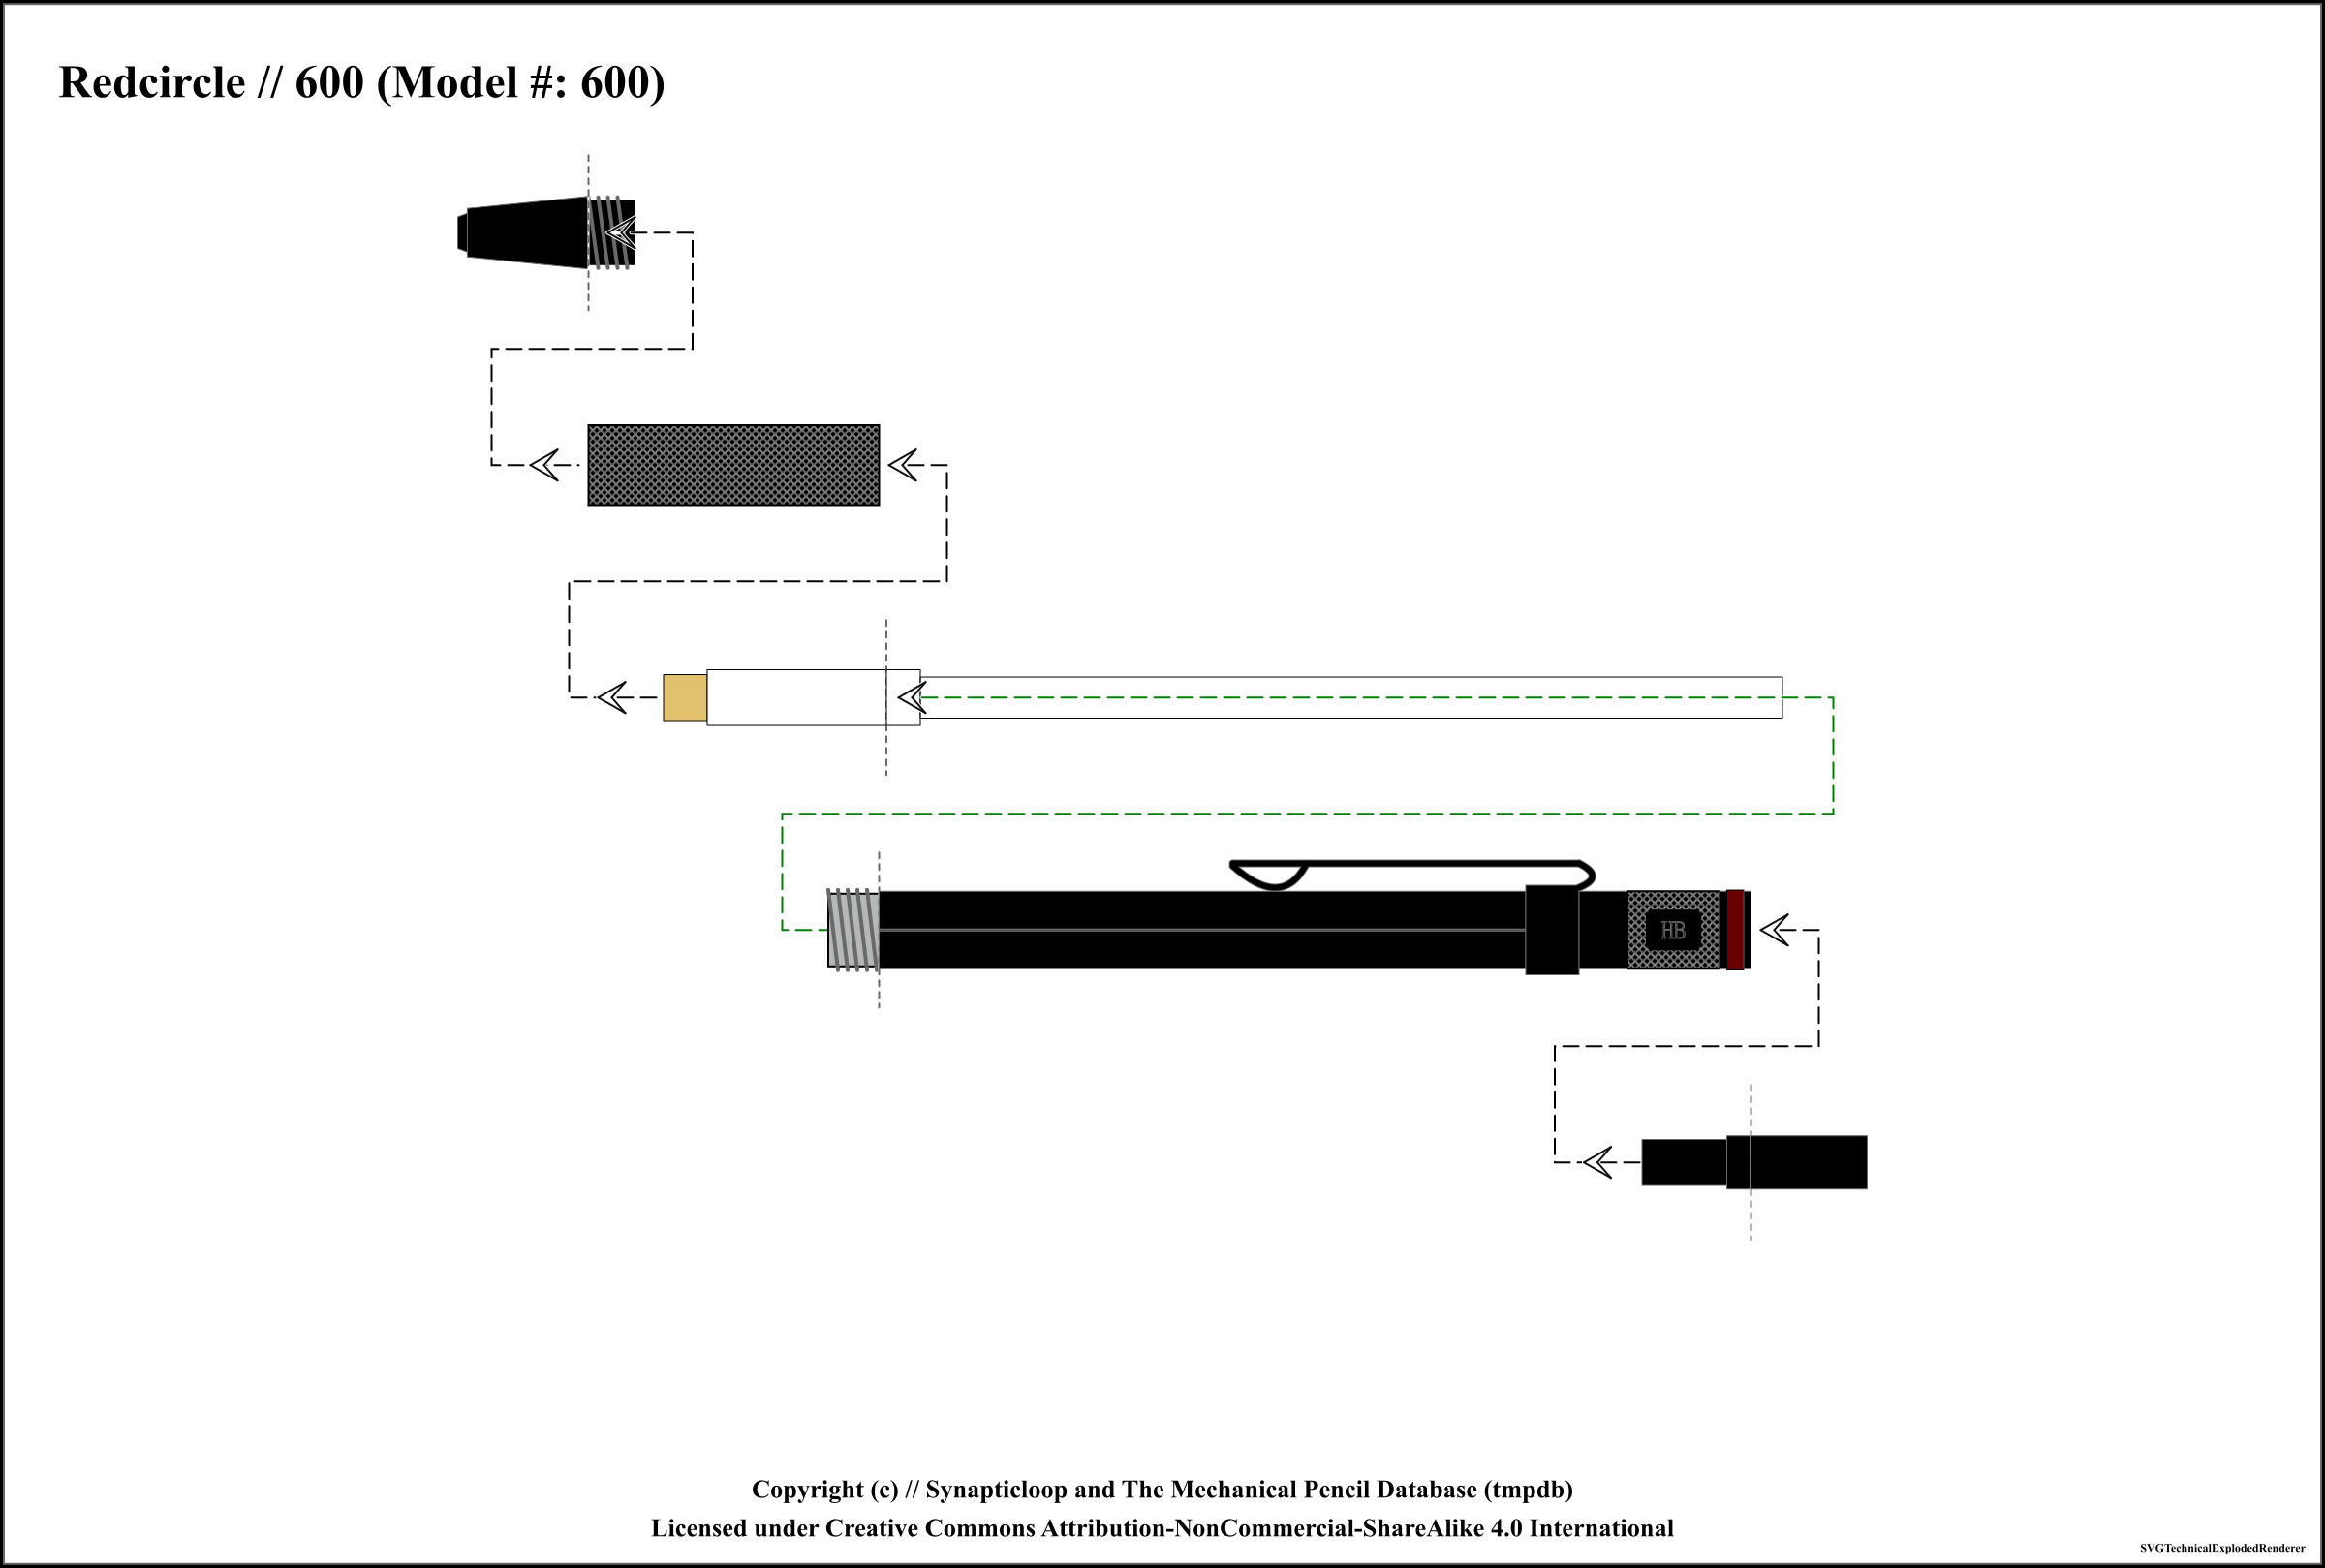 Redcircle // 600 (Model #: 600)
HB
Copyright (c) // Synapticloop and The Mechanical Pencil Database (tmpdb)
Licensed under Creative Commons Attribution-NonCommercial-ShareAlike 4.0 International
SVGTechnicalExplodedRenderer